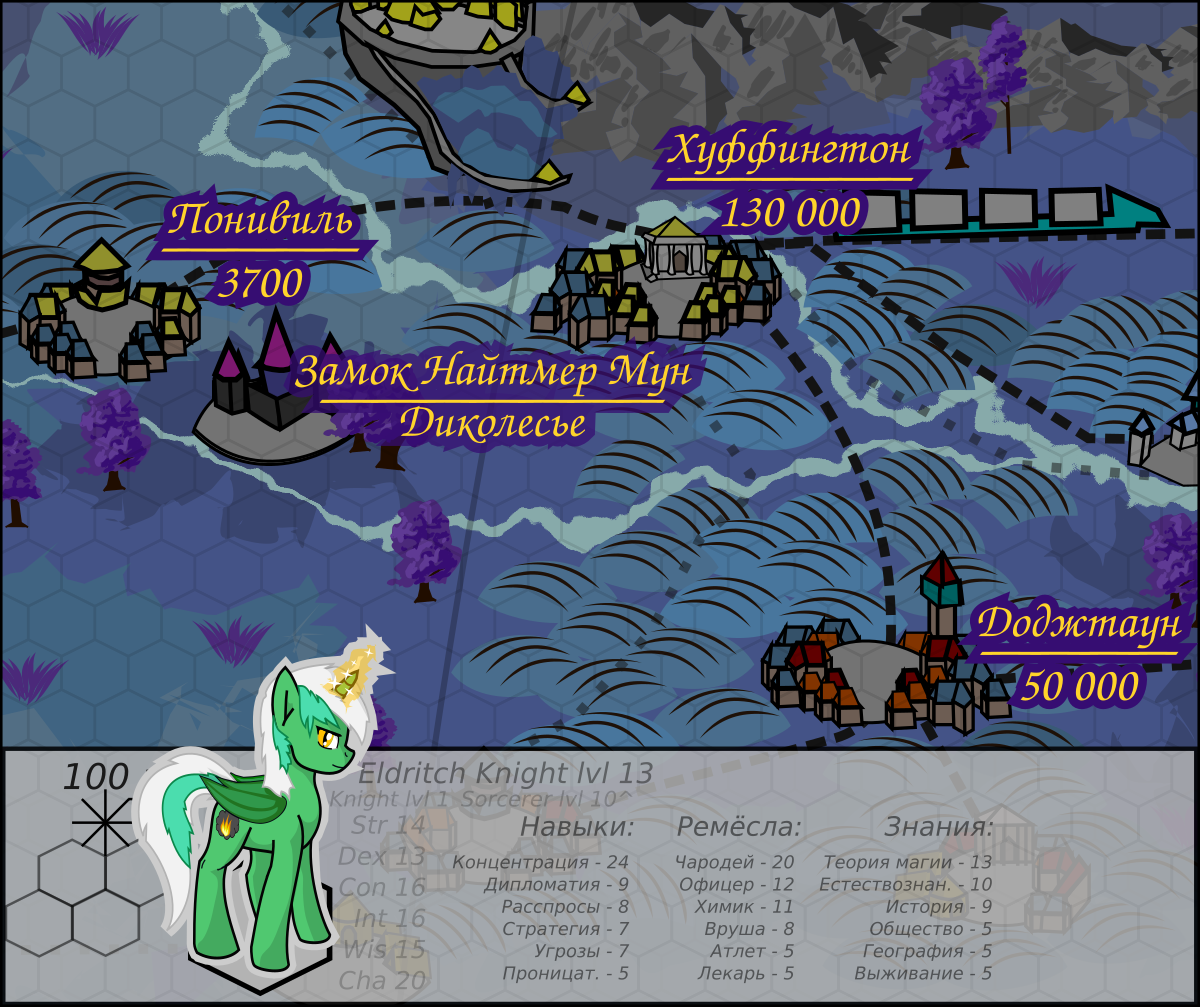 Хуффингтон
130 000
Понивиль
3700
Замок Найтмер Мун
Диколесье
Доджтаун
50 000
100
Eldritch Knight lvl 13
Knight lvl 1 Sorcerer lvl 10^
Str 14
Dex 13
Con 16
Int 16
Wis 15
Cha 20
Навыки:
Концентрация - 24
Дипломатия - 9
Расспросы - 8
Стратегия - 7
Угрозы - 7
Проницат. - 5
Ремёсла:
Чародей - 20
Офицер - 12
Химик - 11
Вруша - 8
Атлет - 5
Лекарь - 5
Знания:
Теория магии - 13
Естествознан. - 10
История - 9
Общество - 5
География - 5
Выживание - 5